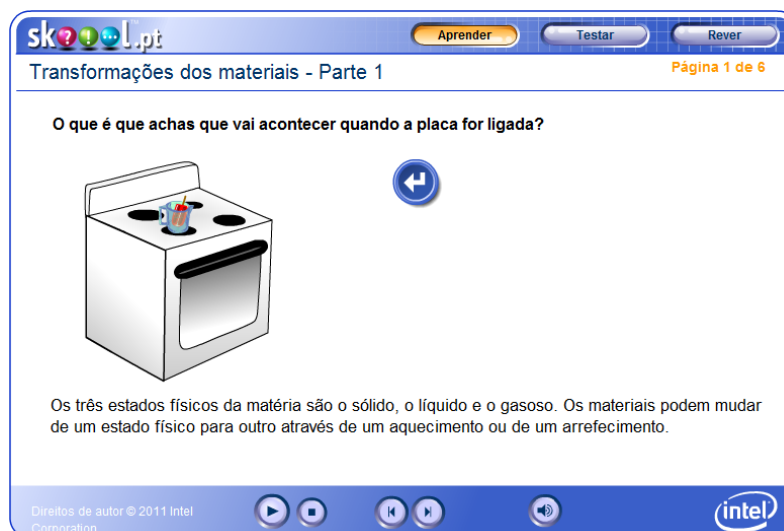 skoool.pt
Aprender
Testar
Rever
Transformações dos materiais - Parte 1
Página 1 de 6
O que é que achas que vai acontecer quando a placa for ligada?
Os três estados físicos da matéria são o sólido, o líquido e o gasoso. Os materiais podem mudar
de um estado físico para outro através de um aquecimento ou de um arrefecimento.
Direitos de autor © 2011 Intel
Corporation
intel